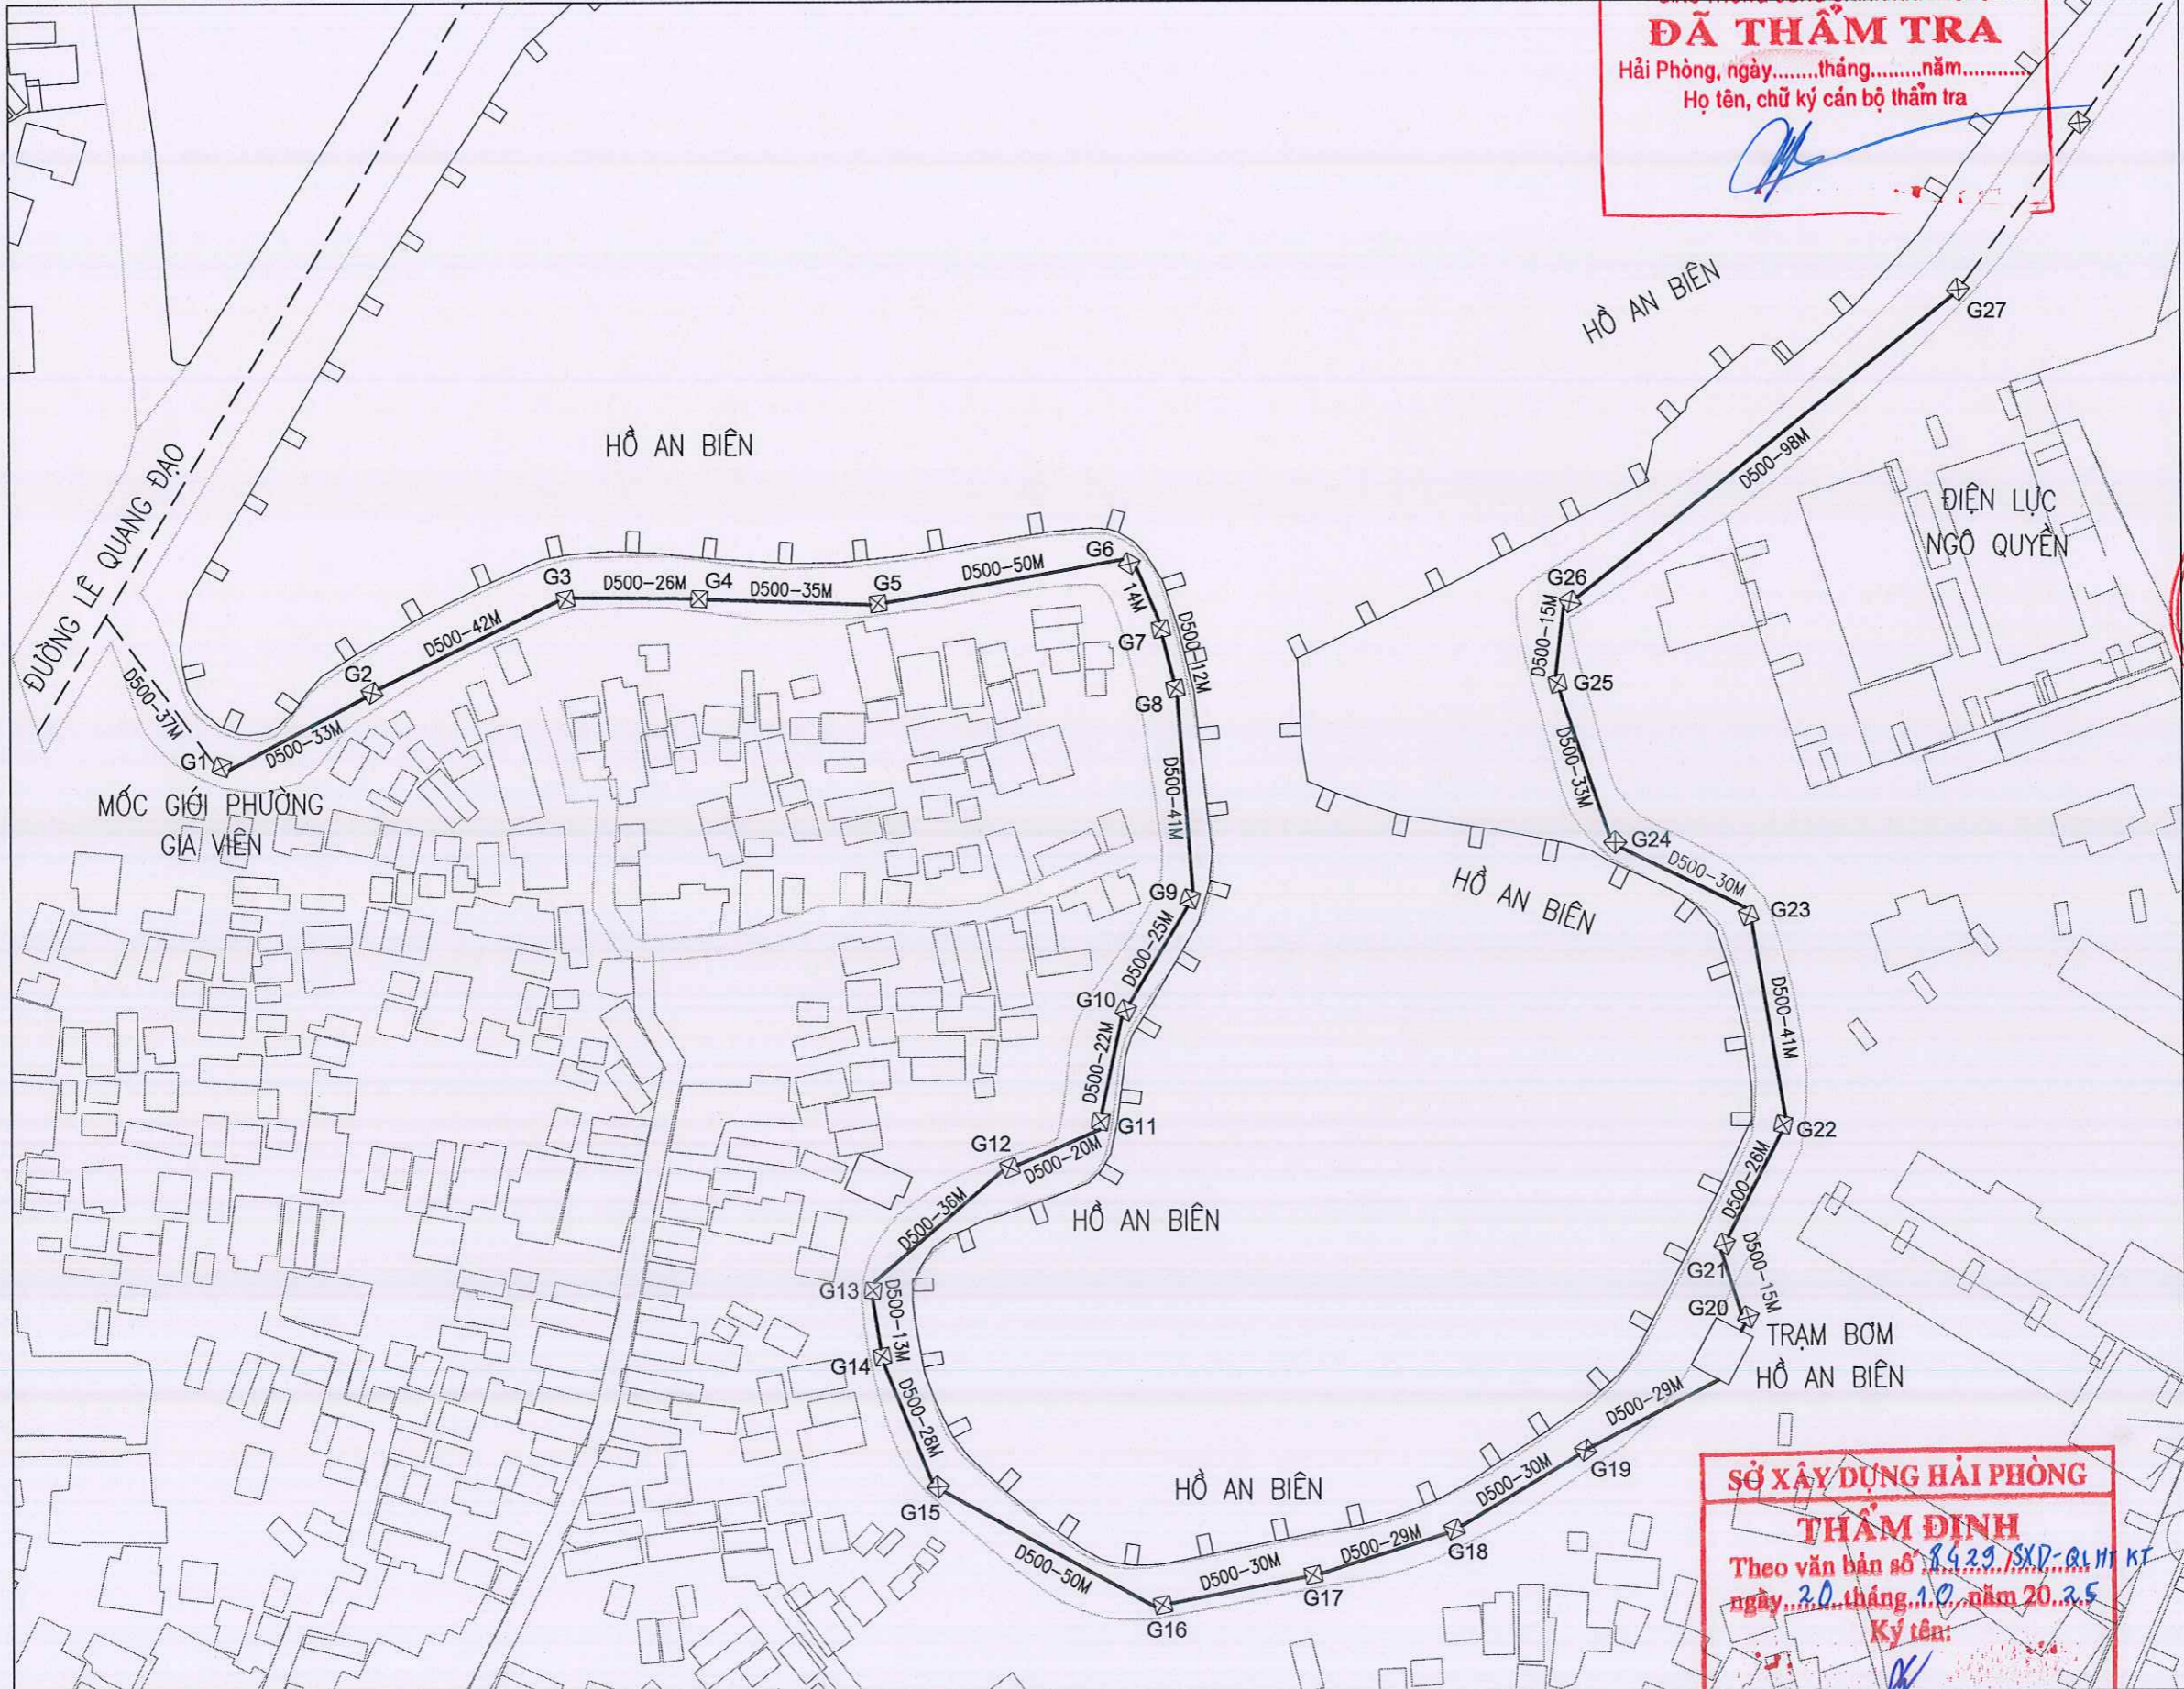 ĐÃ THẨM TRA
Hải Phòng, ngày........tháng.........năm............
Họ tên, chữ ký cán bộ thẩm tra
HỒ AN BIÊN
G27
D500-98M
HỒ AN BIÊN
ĐƯỜNG LÊ QUANG ĐẠO
ĐIỆN LỰC
NGÔ QUYỀN
G6
G3
D500-26M
G4
D500-35M
G5
D500-50M
14M
G26
D500-15M
D500-42M
G7
D500-12M
G2
G8
G25
D500-37M
D500-33M
G1
D500-41M
D500-33M
MỐC GIỚI PHƯỜNG
GIA VIÊN
G24
D500-30M
HỒ AN BIÊN
G9
G23
D500-25M
G10
D500-41M
D500-22M
G11
G22
G12
D500-20M
D500-26M
D500-36M
HỒ AN BIÊN
G21
D500-15M
G13
D500-13M
G20
TRẠM BƠM
HỒ AN BIÊN
G14
D500-28M
D500-29M
G19
D500-30M
HỒ AN BIÊN
G15
D500-50M
D500-30M
D500-29M
G18
G17
G16
SỞ XÂY DỰNG HẢI PHÒNG
THẨM ĐỊNH
Theo văn bản số 8429/SXD-QLHTKT
ngày..20..tháng.10..năm 20.25
Ký tên: